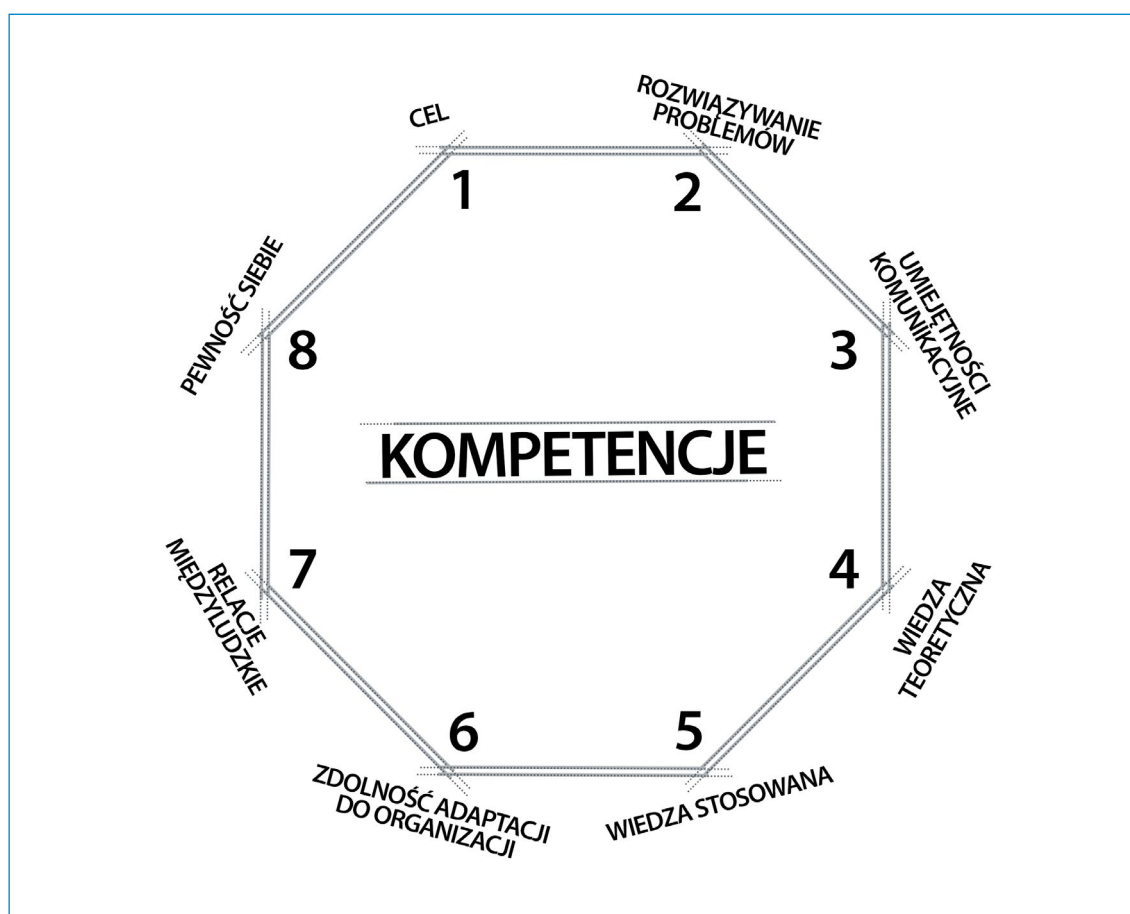 CEL
1
ROZWIĄZYWANIE
PROBLEMÓW
2
UMIEJĘTNOŚCI
KOMUNIKACYJNE
3
WIEDZA
TEORETYCZNA
4
WIEDZA STOSOWANA
5
ZDOLNOŚĆ ADAPTACJI
DO ORGANIZACJI
6
RELACJE
MIĘDZYLUDZKIE
7
PEWNOŚĆ SIEBIE
8
KOMPETENCJE